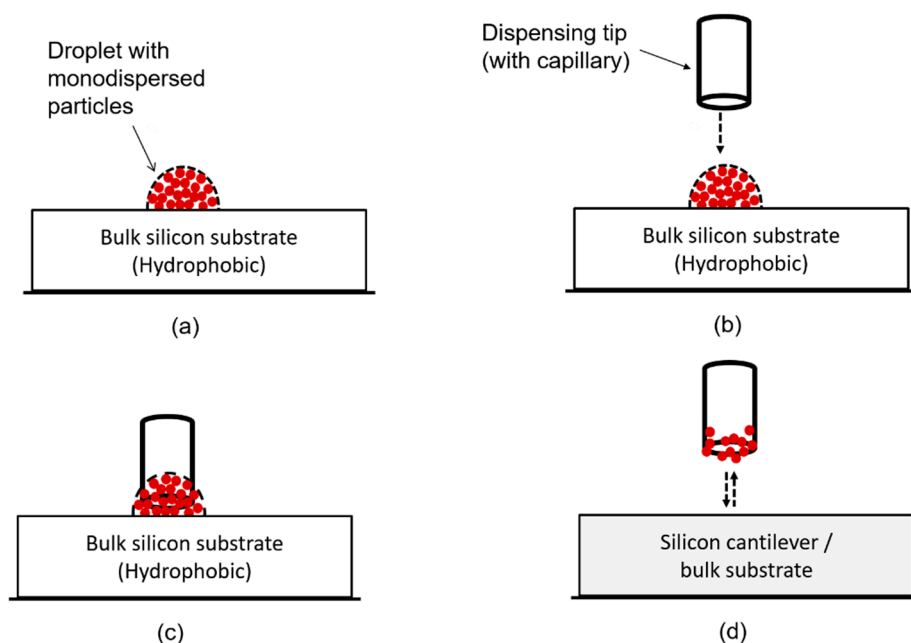 Droplet with
monodispersed
particles
Bulk silicon substrate
(Hydrophobic)
(a)
Dispensing tip
(with capillary)
Bulk silicon substrate
(Hydrophobic)
(b)
Bulk silicon substrate
(Hydrophobic)
(c)
Silicon cantilever /
bulk substrate
(d)